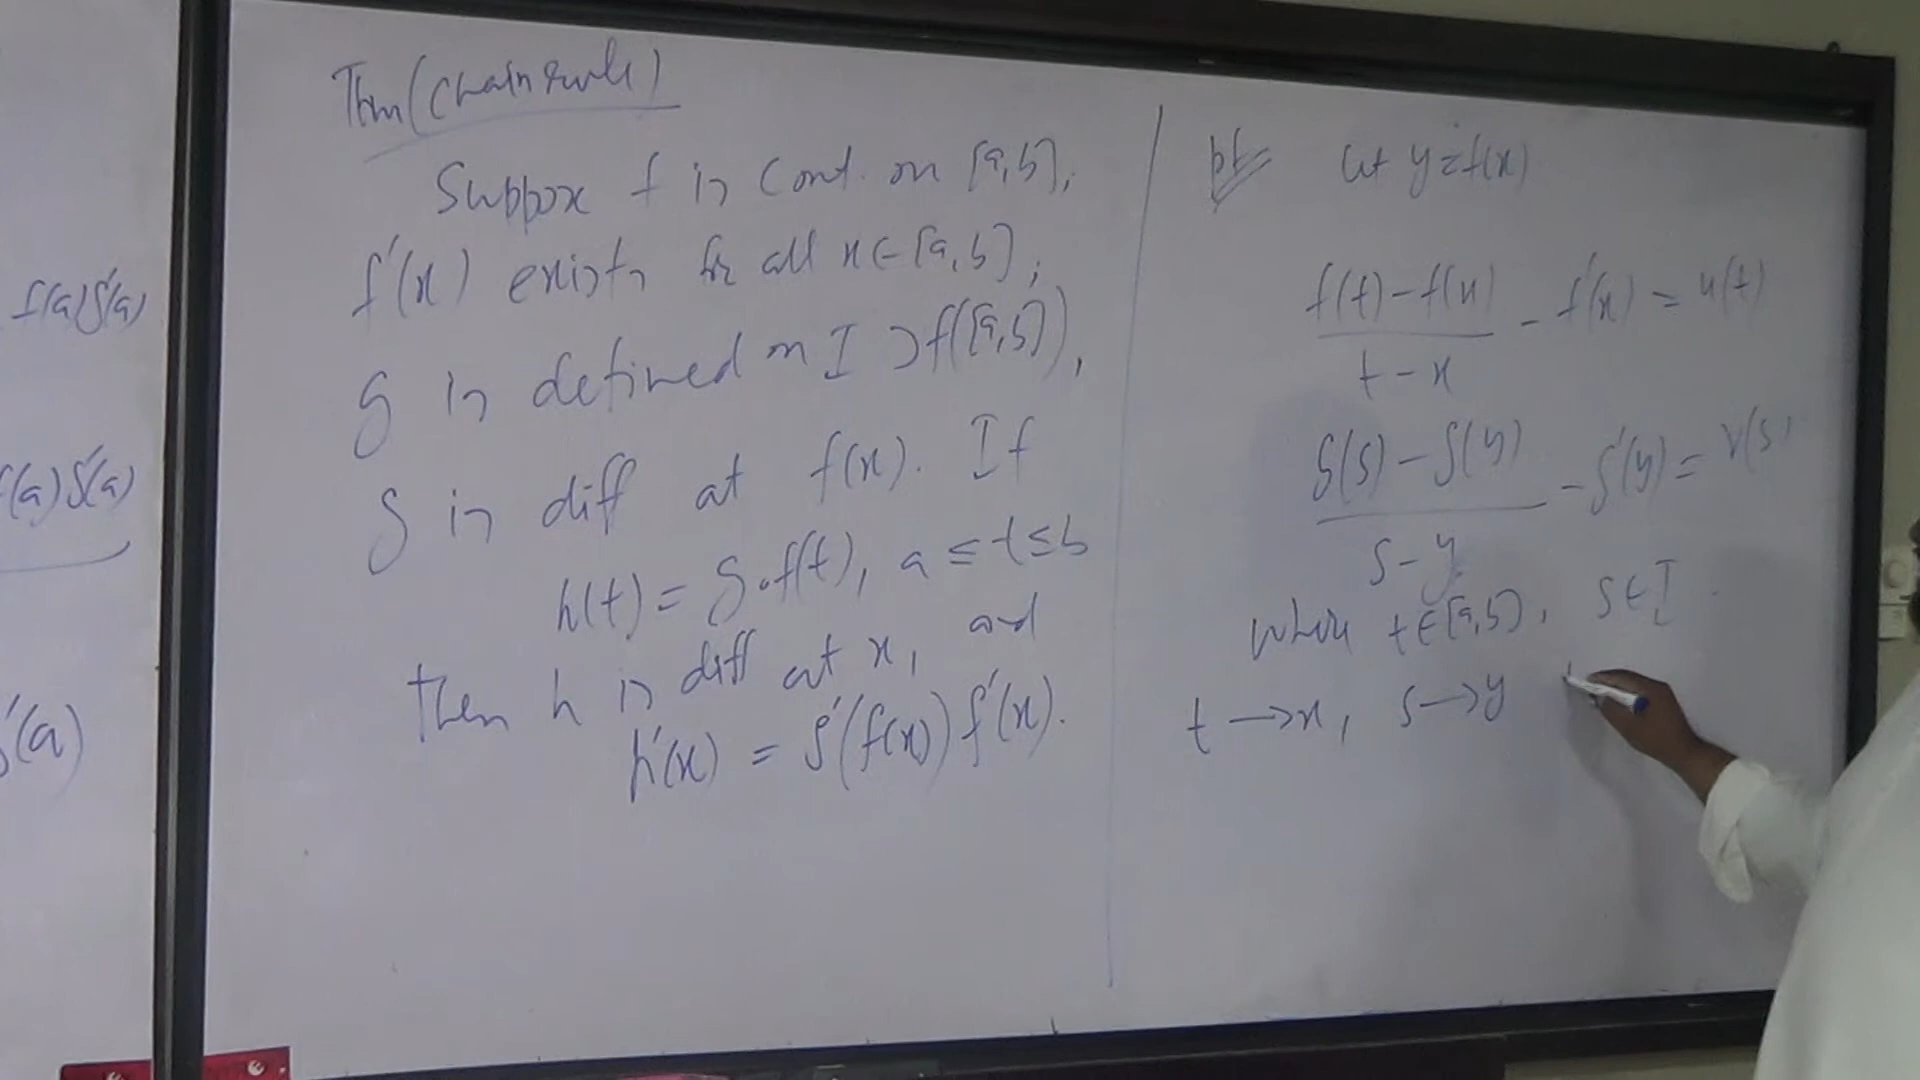 f(a)g'(a)
(a)g'(a)
'(a)
Thm (Chain rule)
Suppose f is Cont. on [a,b],
f'(x) exists for all x ∈ [a,b],
g is defined on I ⊃ f([a,b]),
g is diff at f(x). If
h(t) = g∘f(t), a ≤ t ≤ b
then h is diff at x, and
h'(x) = g'(f(x)) f'(x).
pf Let y = f(x)
f(t) - f(x) / t - x - f'(x) = u(t)
g(s) - g(y) / s - y - g'(y) = v(s)
where t ∈ [a,b], s ∈ I.
t → x, s → y